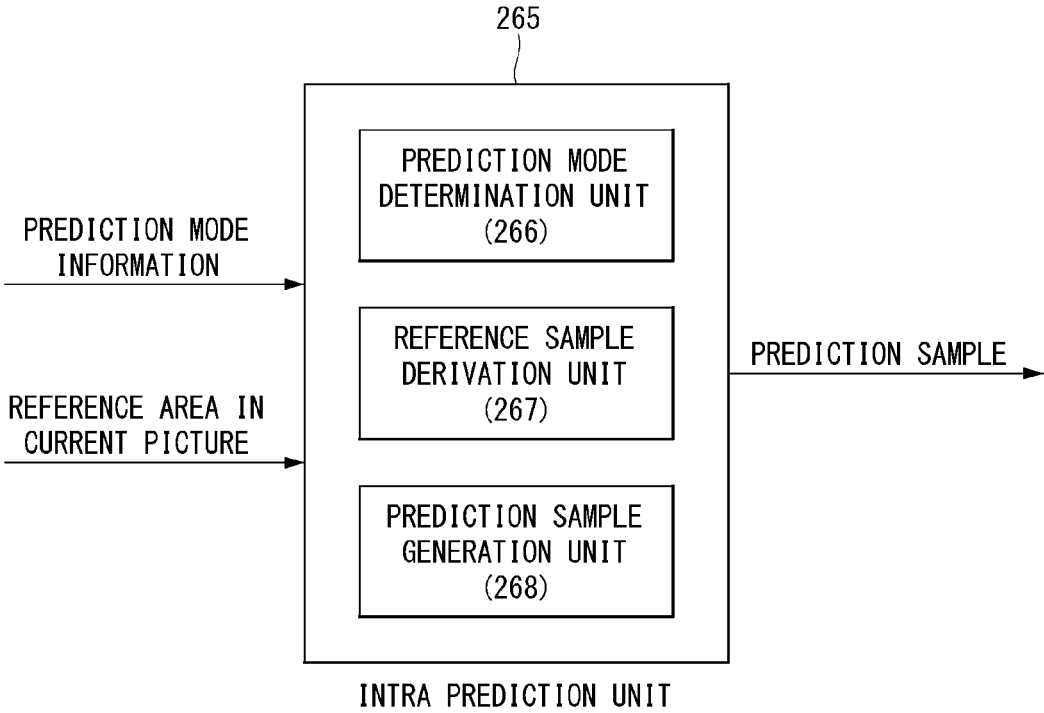 265
PREDICTION MODE
DETERMINATION UNIT
(266)
PREDICTION MODE
INFORMATION
REFERENCE SAMPLE
DERIVATION UNIT
(267)
PREDICTION SAMPLE
REFERENCE AREA IN
CURRENT PICTURE
PREDICTION SAMPLE
GENERATION UNIT
(268)
INTRA PREDICTION UNIT